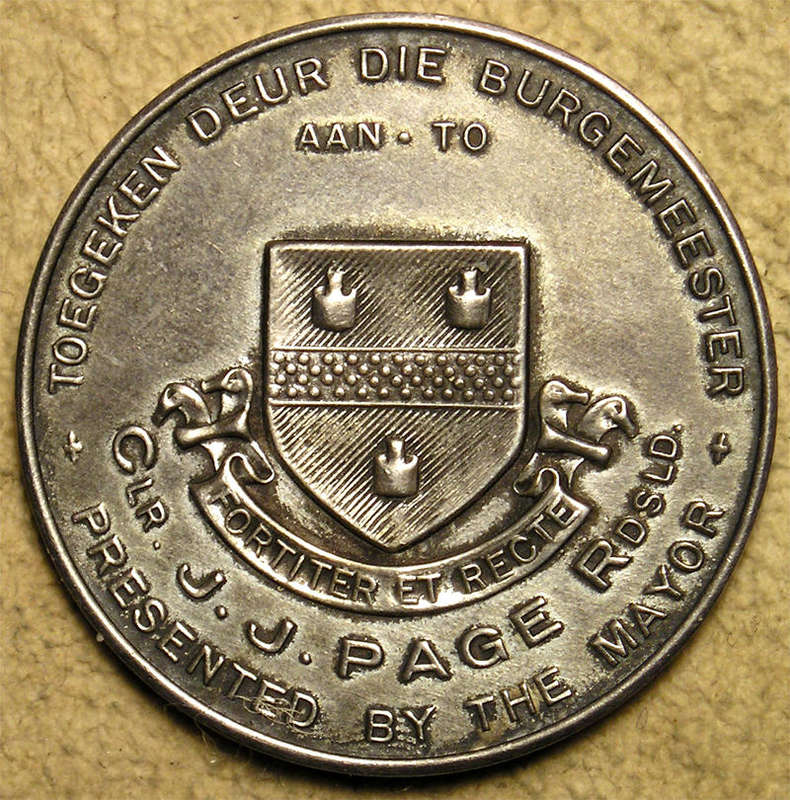 TOEGEKEN DEUR DIE BURGEMEESTER
AAN · TO
FORTITER ET RECTE
CLR. J. J. PAGE RDSLD.
PRESENTED BY THE MAYOR